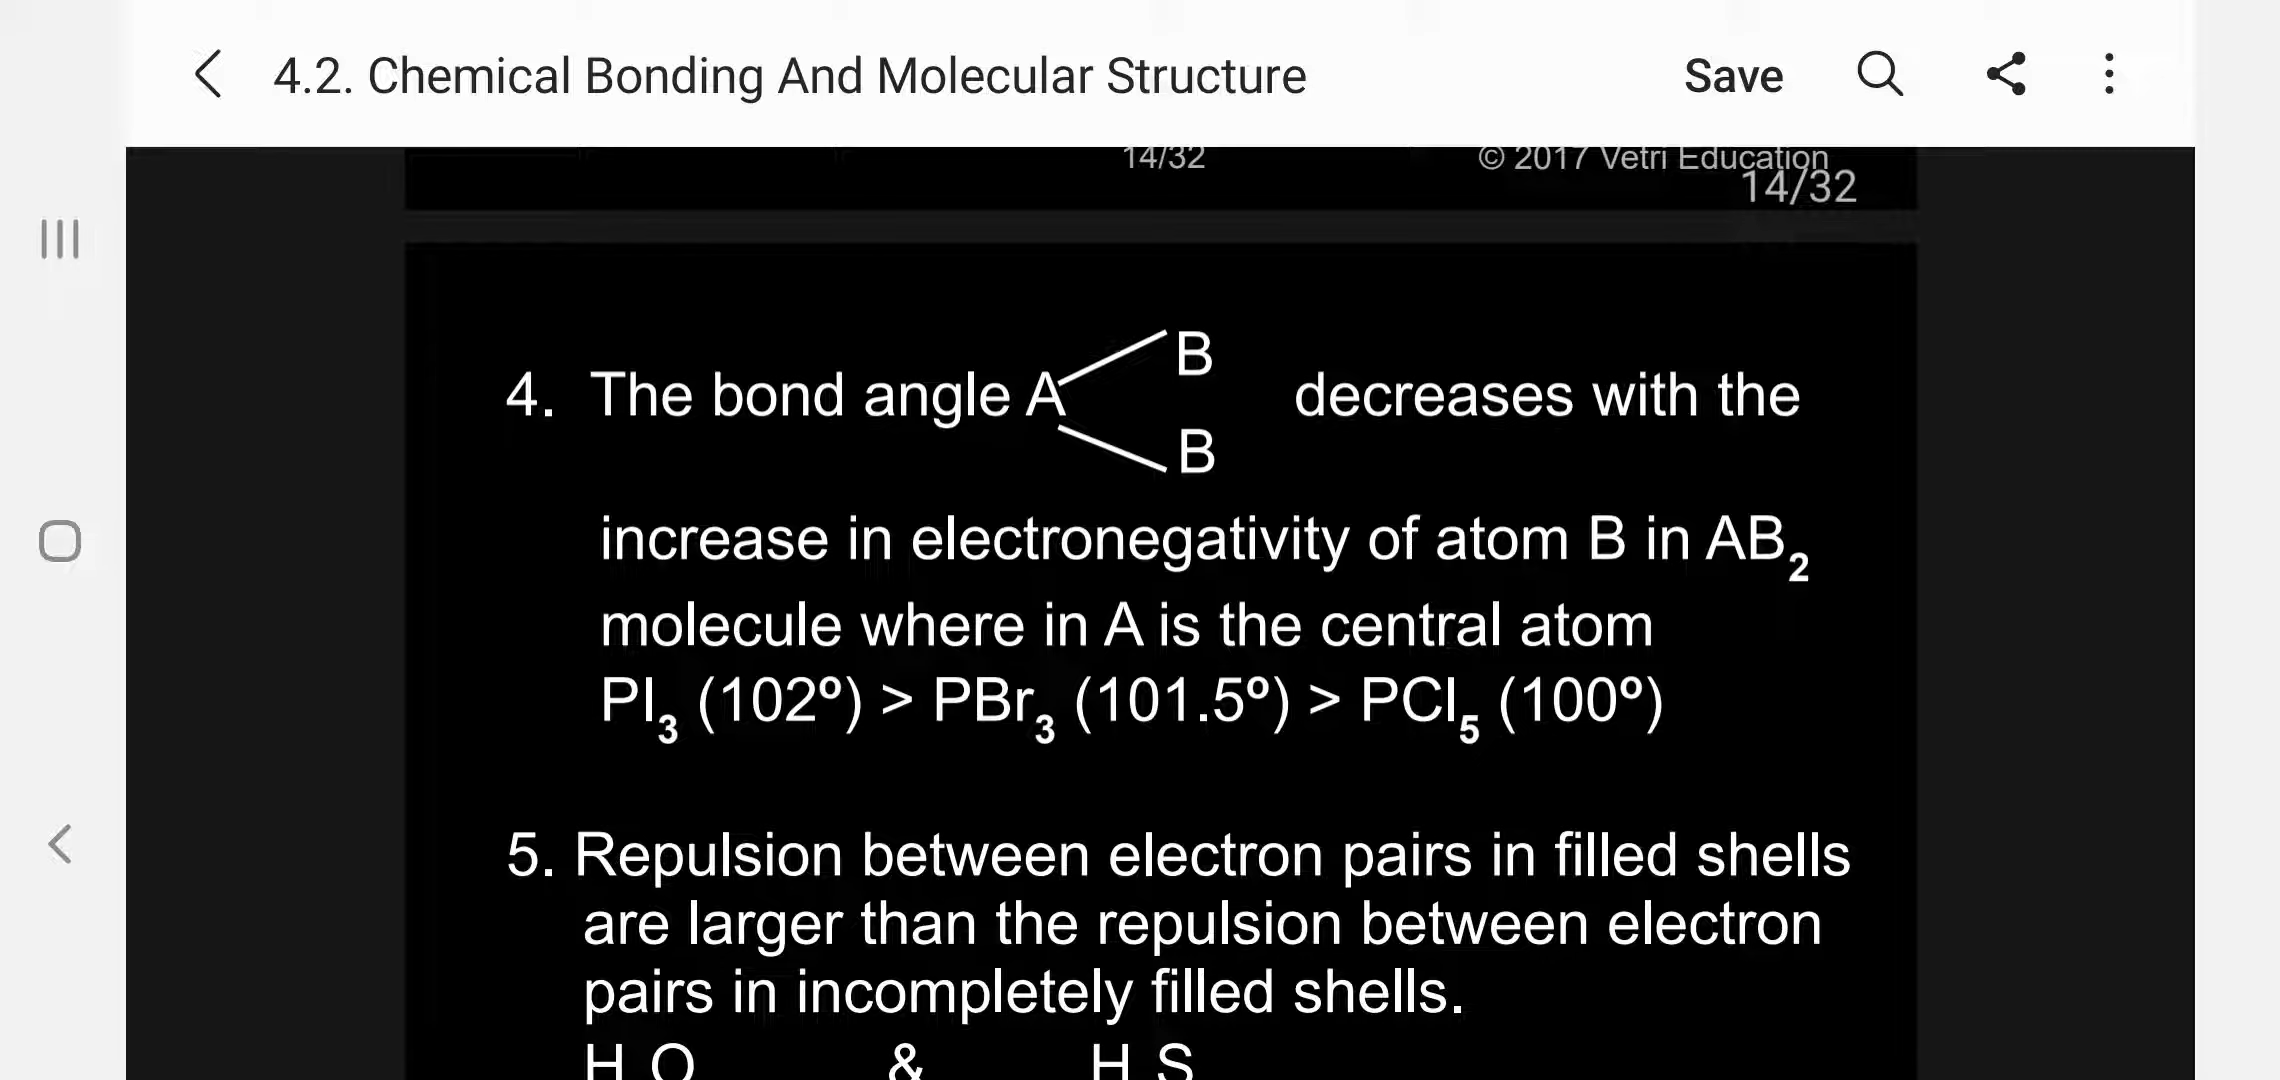 4.2. Chemical Bonding And Molecular Structure
Save
14/32
© 2017 Vetri Education
14/32
B
4. The bond angle A decreases with the
B
increase in electronegativity of atom B in AB₂
molecule where in A is the central atom
PI₃ (102º) > PBr₃ (101.5º) > PCl₅ (100º)
5. Repulsion between electron pairs in filled shells
are larger than the repulsion between electron
pairs in incompletely filled shells.
H O & H S